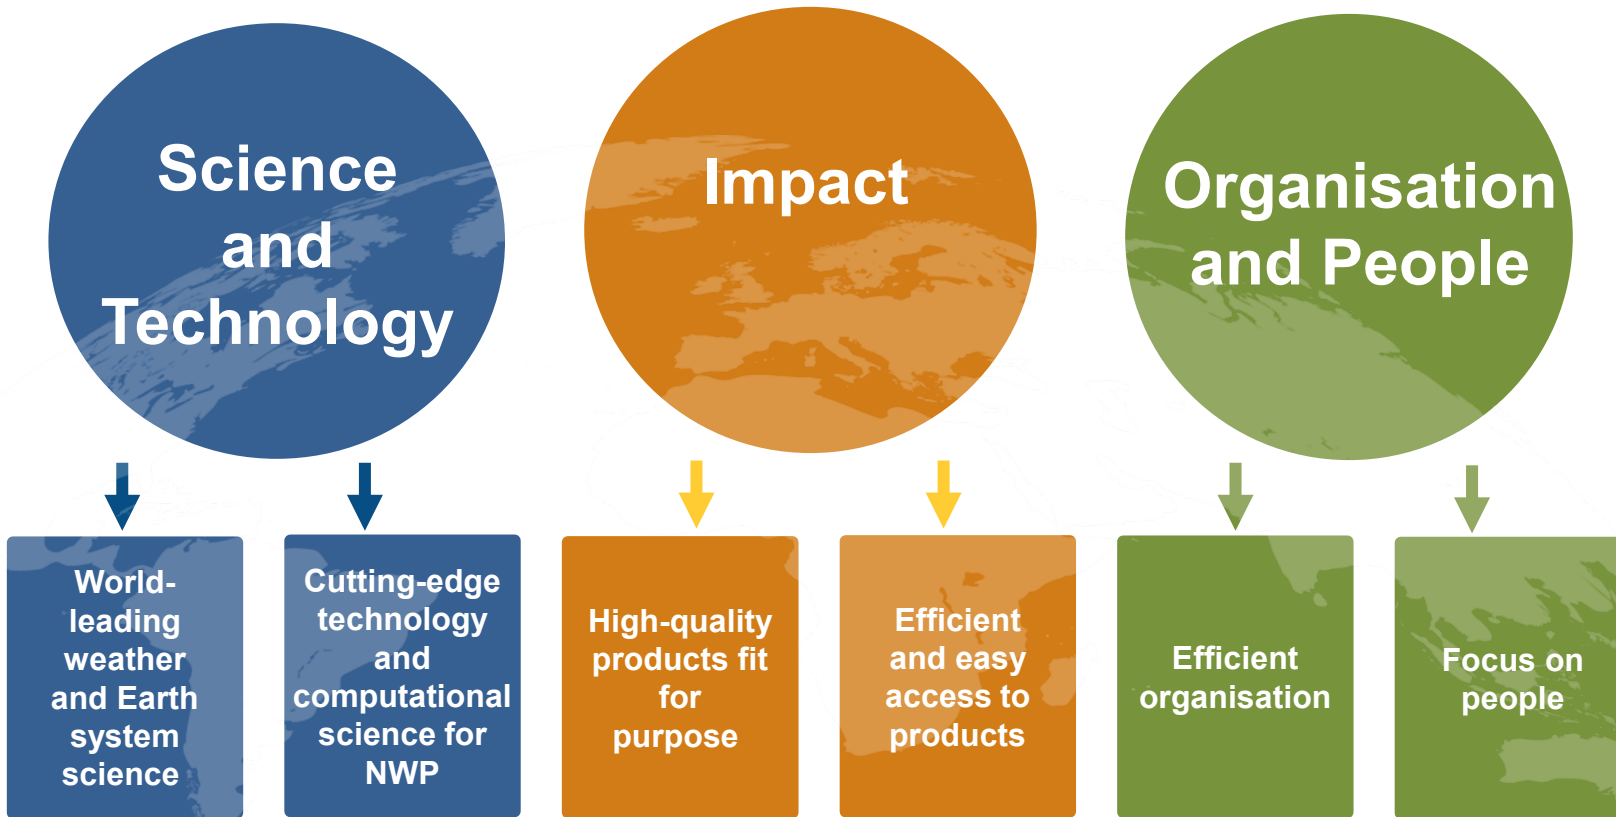 Science
and
Technology
Impact
Organisation
and People
World-
leading
weather
and Earth
system
science
Cutting-edge
technology
and
computational
science for
NWP
High-quality
products fit
for
purpose
Efficient
and easy
access to
products
Efficient
organisation
Focus on
people